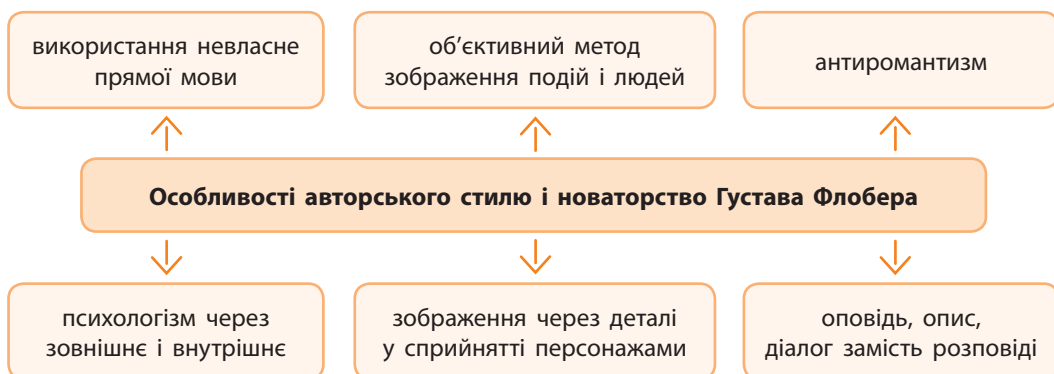 використання невласне
прямої мови
об’єктивний метод
зображення подій і людей
антиромантизм
Особливості авторського стилю і новаторство Густава Флобера
психологізм через
зовнішнє і внутрішнє
зображення через деталі
у сприйнятті персонажами
оповідь, опис,
діалог замість розповіді